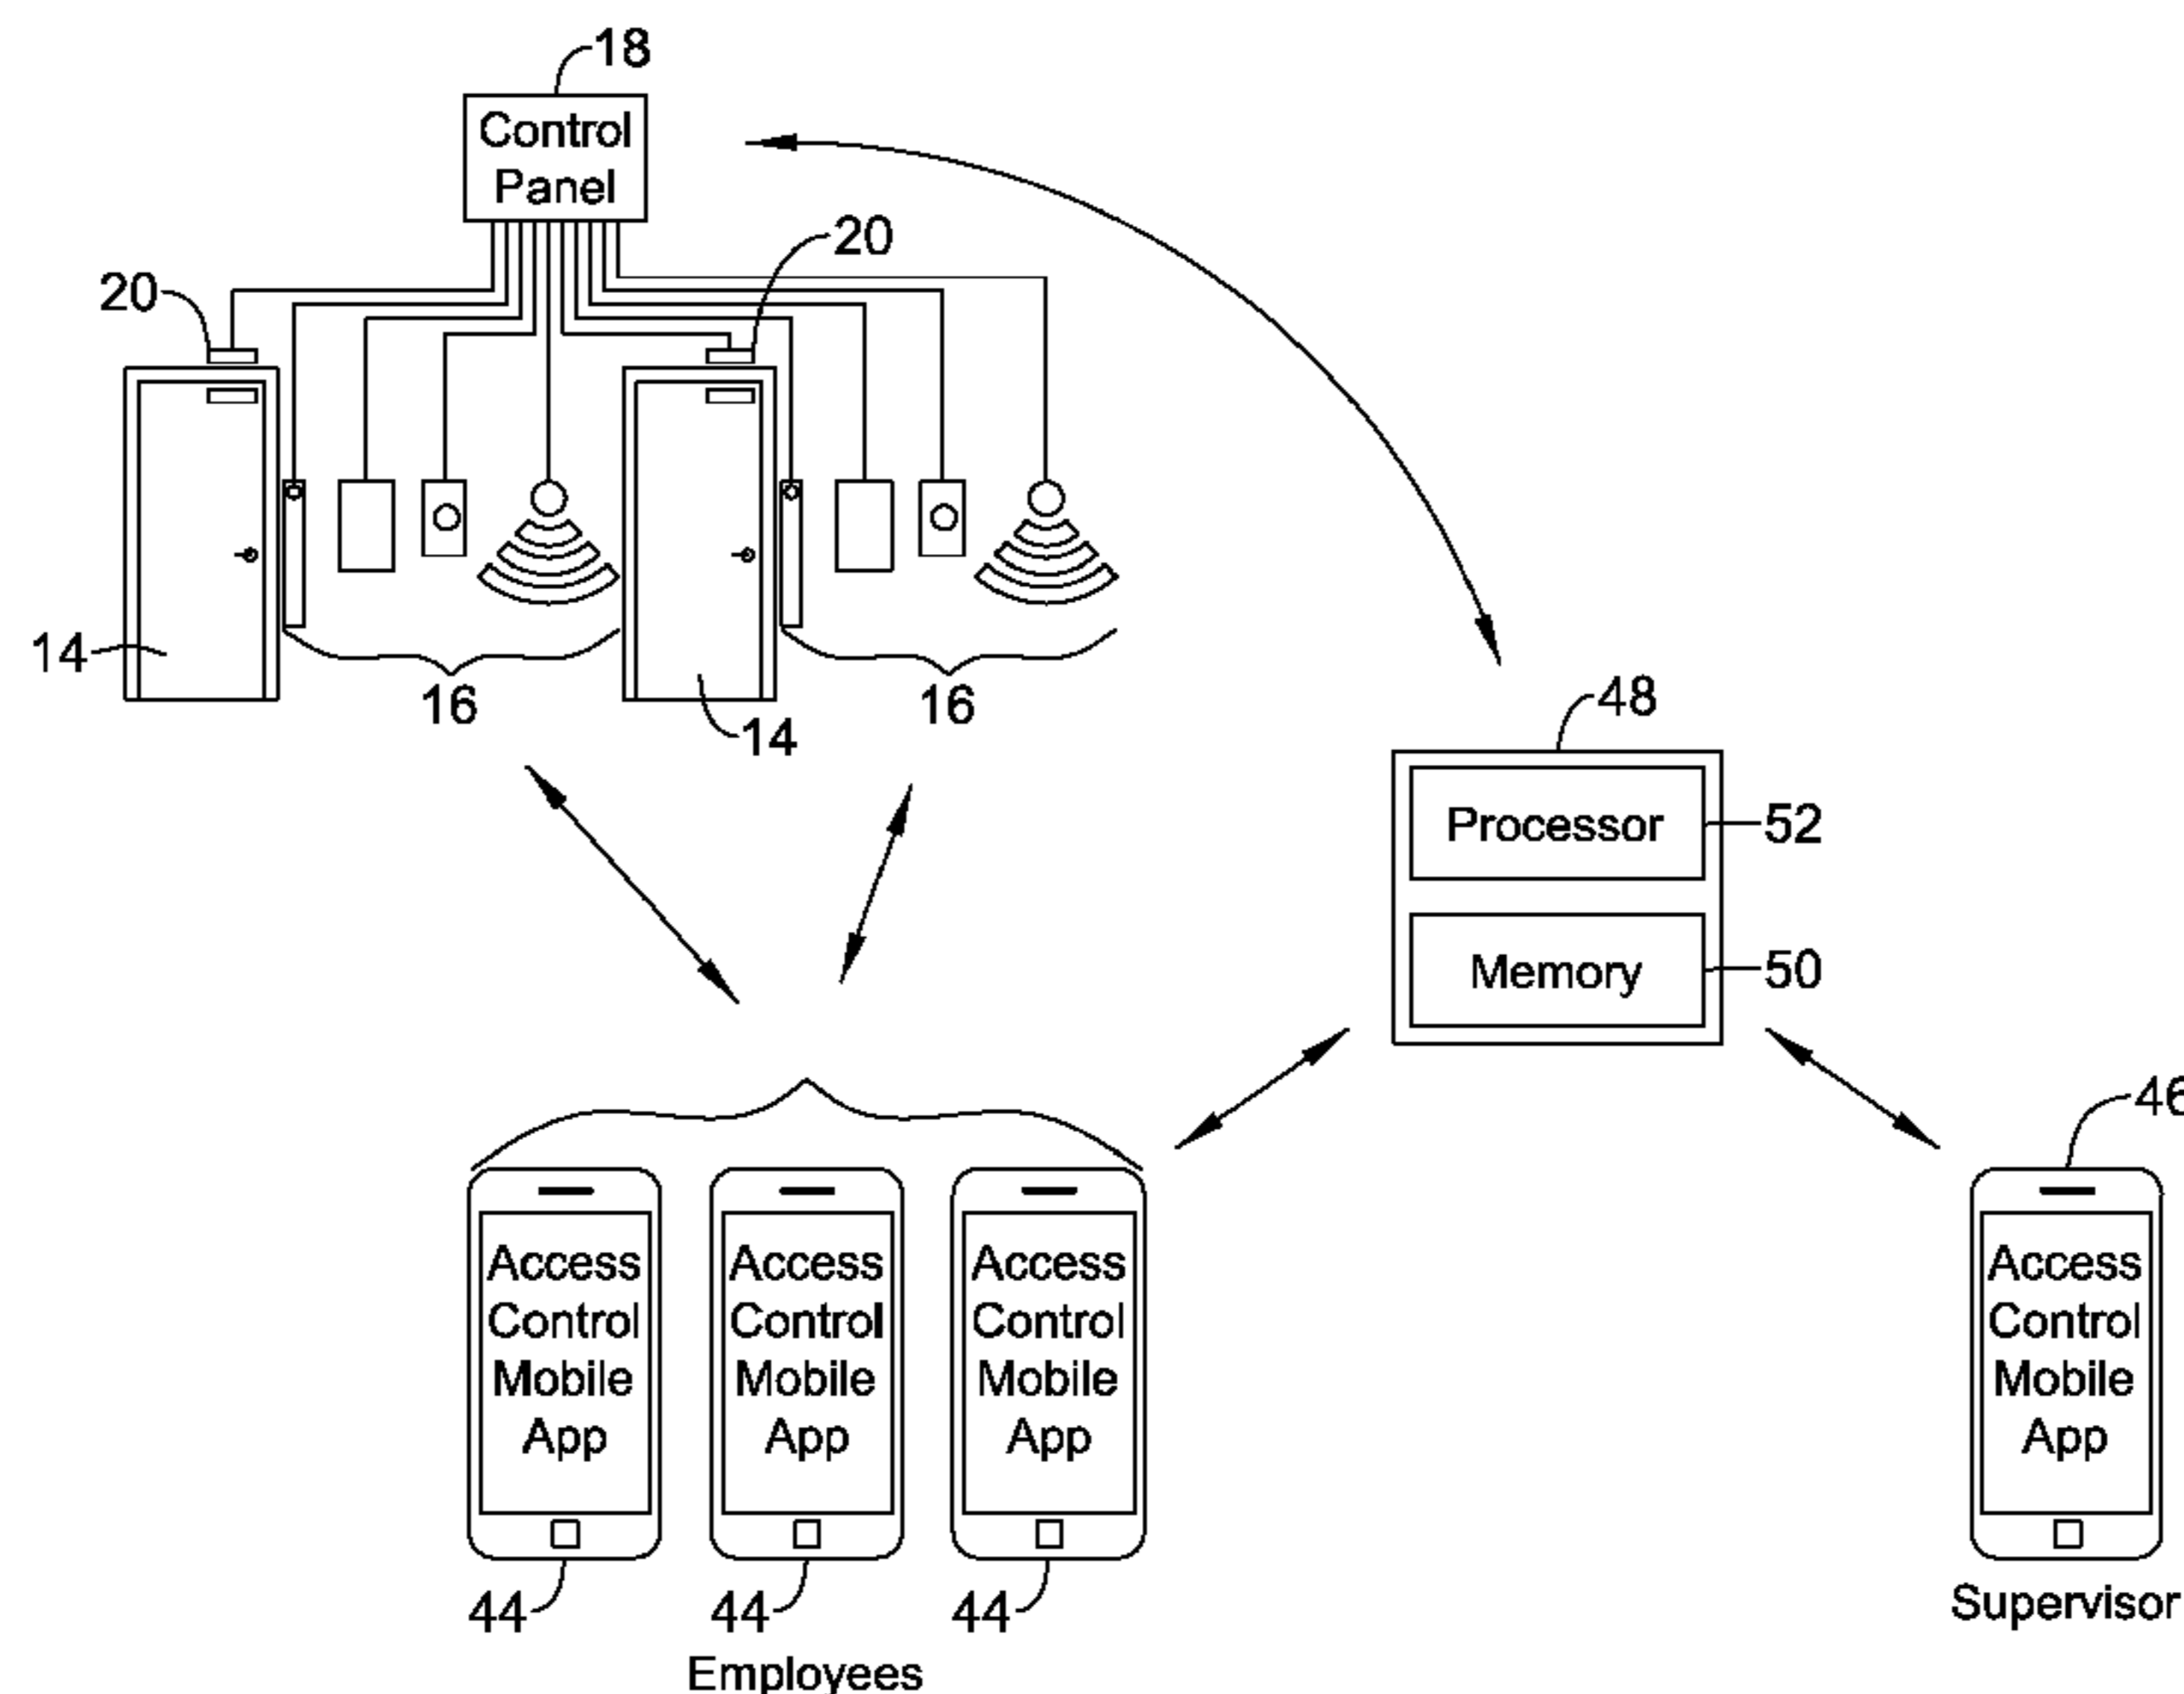 18
Control
Panel
20
20
14
16
14
16
48
Processor
52
Memory
50
46
Access
Control
Mobile
App
44
Access
Control
Mobile
App
44
Access
Control
Mobile
App
44
Employees
Access
Control
Mobile
App
Supervisor